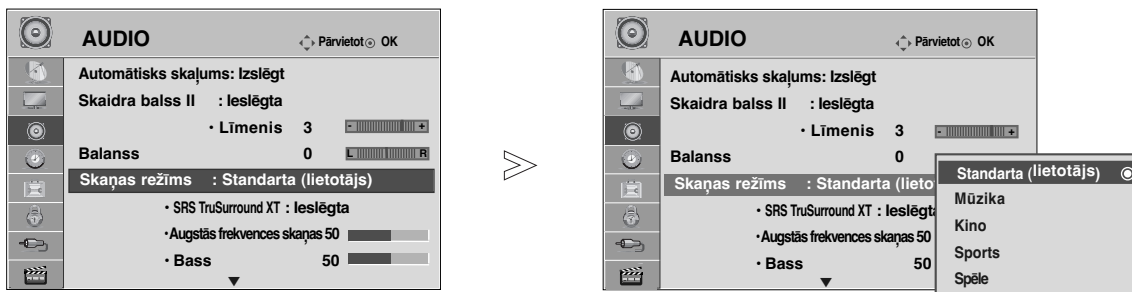 AUDIO Pārvietot OK
Automātisks skaļums: Izslēgt
Skaidra balss II : Ieslēgta
• Līmenis 3 - +
Balanss 0 L R
Skaņas režīms : Standarta (lietotājs)
• SRS TruSurround XT : Ieslēgta
•Augstās frekvences skaņas 50
• Bass 50
▼
>
AUDIO Pārvietot OK
Automātisks skaļums: Izslēgt
Skaidra balss II : Ieslēgta
• Līmenis 3 - +
Balanss 0
Skaņas režīms : Standarta (lieto
• SRS TruSurround XT : Ieslēgt
•Augstās frekvences skaņas 50
• Bass 50
▼
Standarta (lietotājs)
Mūzika
Kino
Sports
Spēle